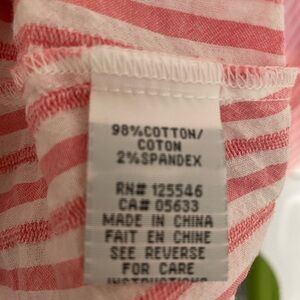 98%COTTON/
COTON
2%SPANDEX
RN# 125546
CA# 05633
MADE IN CHINA
FAIT EN CHINE
SEE REVERSE
FOR CARE
INSTRUCTIONS